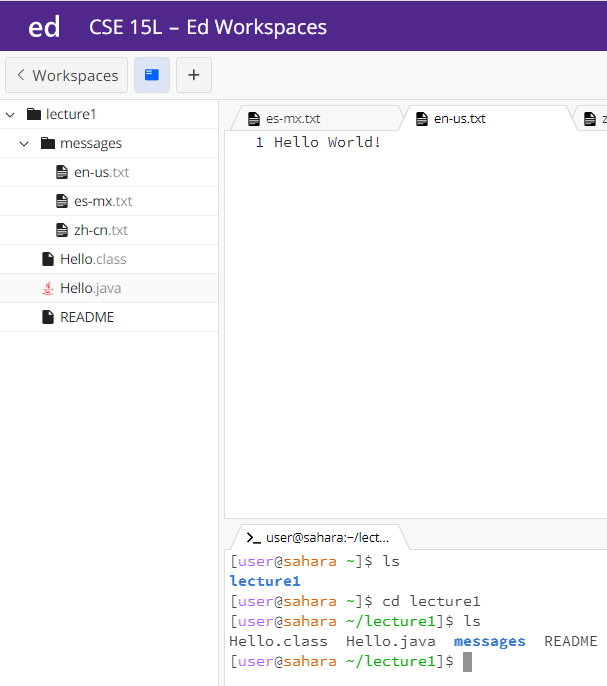 ed CSE 15L – Ed Workspaces
Workspaces +
lecture1
messages
en-us.txt
es-mx.txt
zh-cn.txt
Hello.class
Hello.java
README
es-mx.txt en-us.txt z
1 Hello World!
>_ user@sahara:~/lect...
[user@sahara ~]$ ls
lecture1
[user@sahara ~]$ cd lecture1
[user@sahara ~/lecture1]$ ls
Hello.class Hello.java messages README
[user@sahara ~/lecture1]$